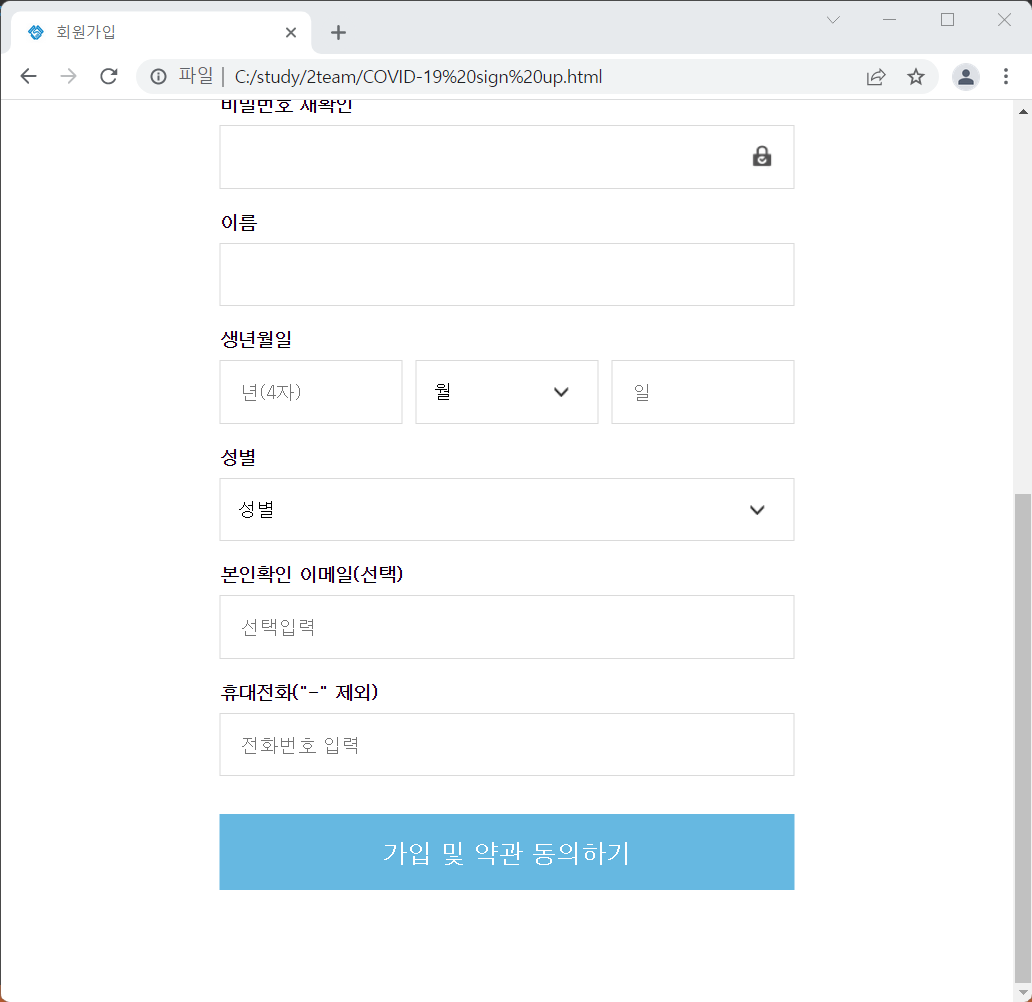 회원가입
파일 | C:/study/2team/COVID-19%20sign%20up.html
비밀번호 재확인
이름
생년월일
년(4자) 월 일
성별
성별
본인확인 이메일(선택)
선택입력
휴대전화("-" 제외)
전화번호 입력
가입 및 약관 동의하기